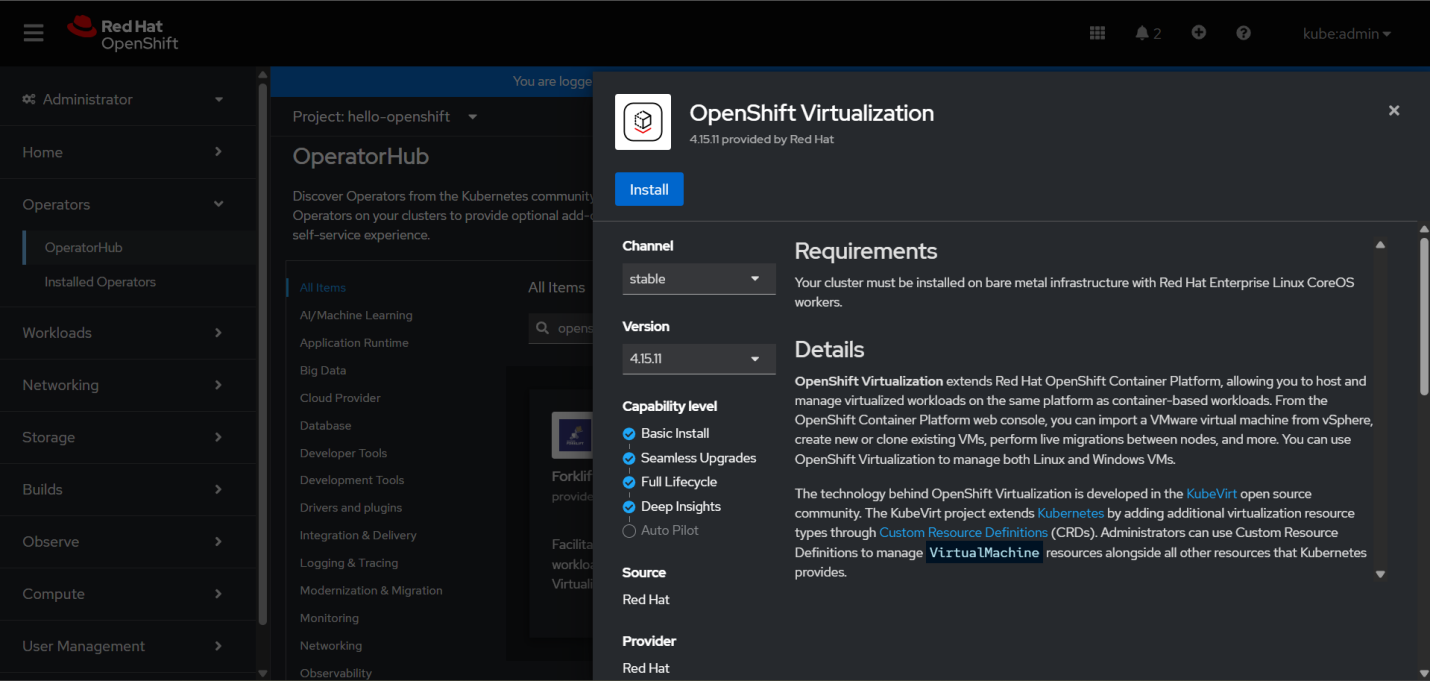 Red Hat
OpenShift
2
kube:admin
Administrator
Home
Operators
OperatorHub
Installed Operators
Workloads
Networking
Storage
Builds
Observe
Compute
User Management
You are logge
Project: hello-openshift
OperatorHub
Discover Operators from the Kubernetes community
Operators on your clusters to provide optional add-
self-service experience.
All Items
AI/Machine Learning
Application Runtime
Big Data
Cloud Provider
Database
Developer Tools
Development Tools
Drivers and plugins
Integration & Delivery
Logging & Tracing
Modernization & Migration
Monitoring
Networking
Observability
All Items
opens
Forklif
provide
Facilita
workloa
Virtuali
OpenShift Virtualization
4.15.11 provided by Red Hat
Install
Channel
stable
Version
4.15.11
Capability level
Basic Install
Seamless Upgrades
Full Lifecycle
Deep Insights
Auto Pilot
Source
Red Hat
Provider
Red Hat
Requirements
Your cluster must be installed on bare metal infrastructure with Red Hat Enterprise Linux CoreOS
workers.
Details
OpenShift Virtualization extends Red Hat OpenShift Container Platform, allowing you to host and
manage virtualized workloads on the same platform as container-based workloads. From the
OpenShift Container Platform web console, you can import a VMware virtual machine from vSphere,
create new or clone existing VMs, perform live migrations between nodes, and more. You can use
OpenShift Virtualization to manage both Linux and Windows VMs.
The technology behind OpenShift Virtualization is developed in the KubeVirt open source
community. The KubeVirt project extends Kubernetes by adding additional virtualization resource
types through Custom Resource Definitions (CRDs). Administrators can use Custom Resource
Definitions to manage VirtualMachine resources alongside all other resources that Kubernetes
provides.